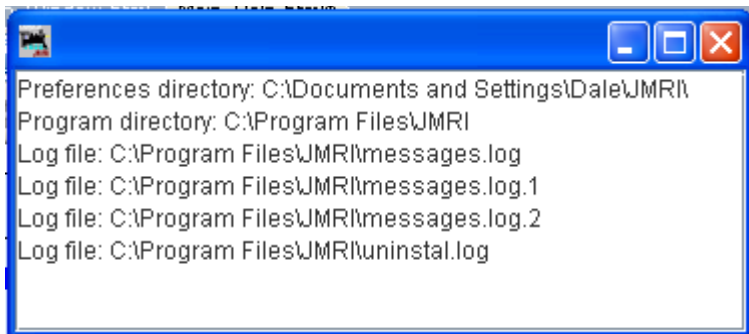 Preferences directory: C:\Documents and Settings\Dale\JMRI\
Program directory: C:\Program Files\JMRI
Log file: C:\Program Files\JMRI\messages.log
Log file: C:\Program Files\JMRI\messages.log.1
Log file: C:\Program Files\JMRI\messages.log.2
Log file: C:\Program Files\JMRI\uninstal.log